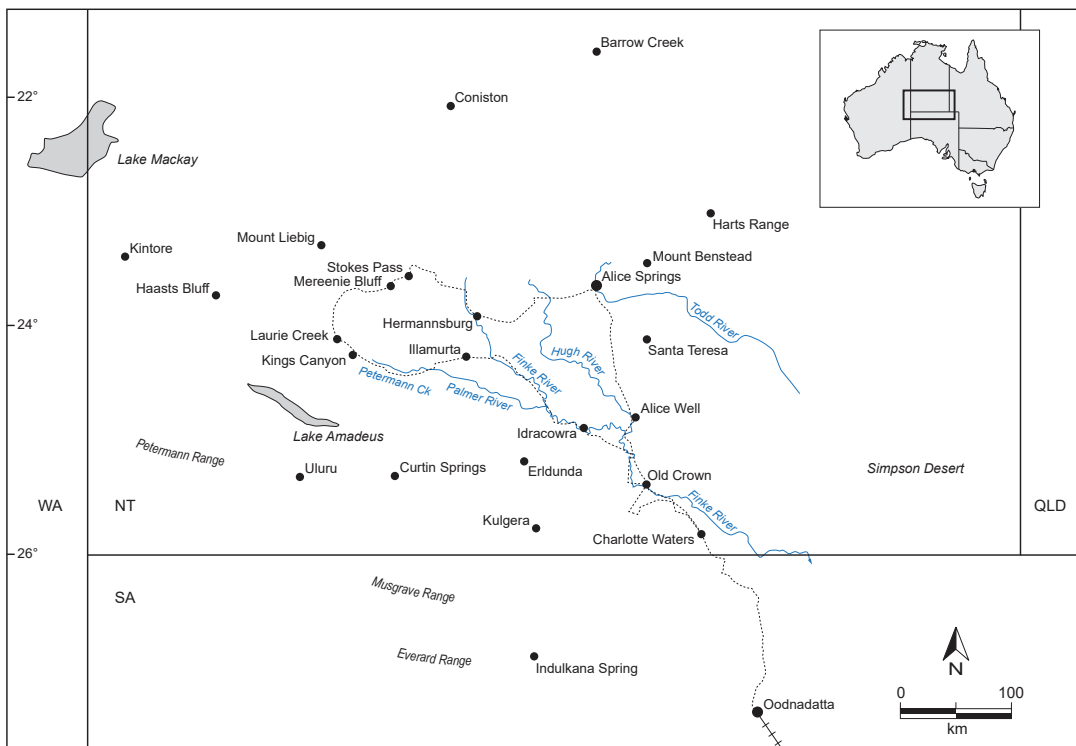 Barrow Creek
22°
Coniston
Lake Mackay
Harts Range
Mount Liebig
Kintore
Mount Benstead
Stokes Pass
Mereenie Bluff
Alice Springs
Haasts Bluff
Todd River
24°
Hermannsburg
Laurie Creek
Illamurta
Hugh River
Santa Teresa
Kings Canyon
Finke River
Petermann Ck
Palmer River
Alice Well
Lake Amadeus
Idracowra
Petermann Range
Uluru
Curtin Springs
Erldunda
Old Crown
Simpson Desert
WA
NT
Finke River
QLD
Kulgera
Charlotte Waters
26°
SA
Musgrave Range
Everard Range
Indulkana Spring
N
Oodnadatta
0 100
km